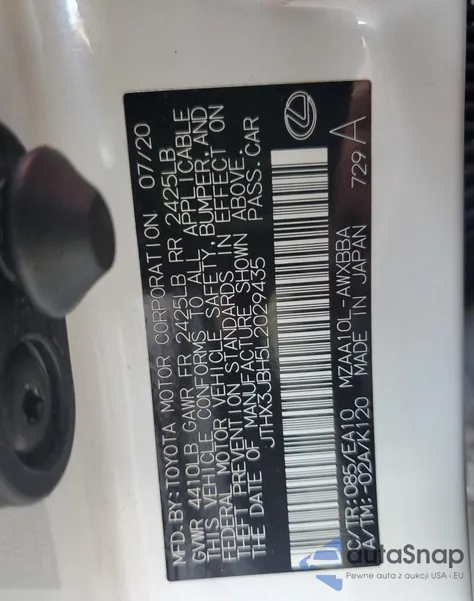 MFD.BY:TOYOTA MOTOR CORPORATION 07/20
GVWR 4410LB GAWR FR 2425LB RR 2425LB
THIS VEHICLE CONFORMS TO ALL APPLICABLE
FEDERAL MOTOR VEHICLE SAFETY,BUMPER,AND
THEFT PREVENTION STANDARDS IN EFFECT ON
THE DATE OF MANUFACTURE SHOWN ABOVE.
JTHX3JBH5L2029435 PASS.CAR
C/TR:085/EA10 MZAA10L-AWXBBA
A/TM:-02A/K120 MADE IN JAPAN 729 A
autoSnap
Pewne auta z aukcji USA i EU